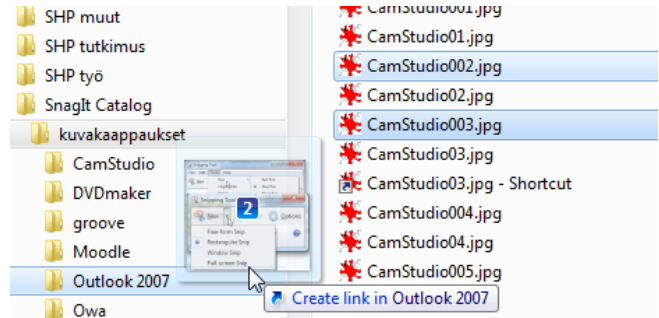 SHP muut
SHP tutkimus
SHP työ
SnagIt Catalog
kuvakaappaukset
CamStudio
DVDmaker
groove
Moodle
Outlook 2007
Owa
CamStudio001.jpg
CamStudio01.jpg
CamStudio002.jpg
CamStudio02.jpg
CamStudio003.jpg
CamStudio03.jpg
CamStudio03.jpg - Shortcut
CamStudio004.jpg
CamStudio04.jpg
CamStudio005.jpg
Snipping Tool
New
Options
2
Free-form Snip
Rectangular Snip
Window Snip
Full-screen Snip
Create link in Outlook 2007